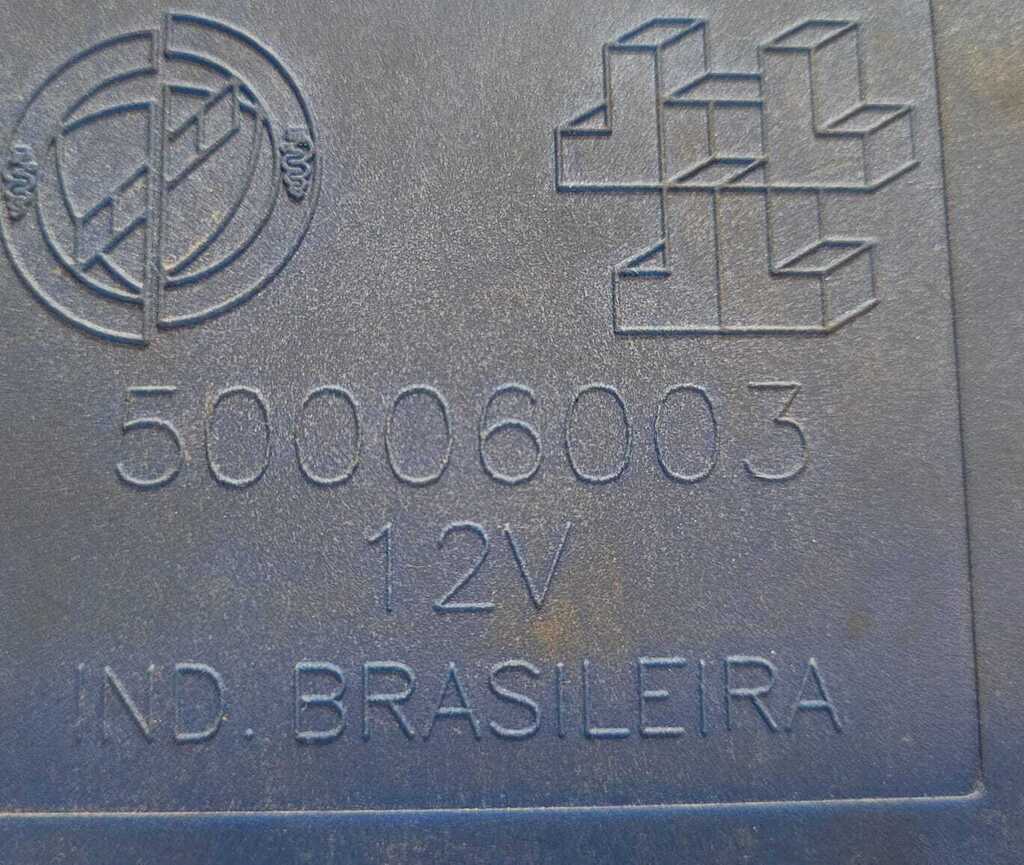 50006003
12V
IND. BRASILEIRA